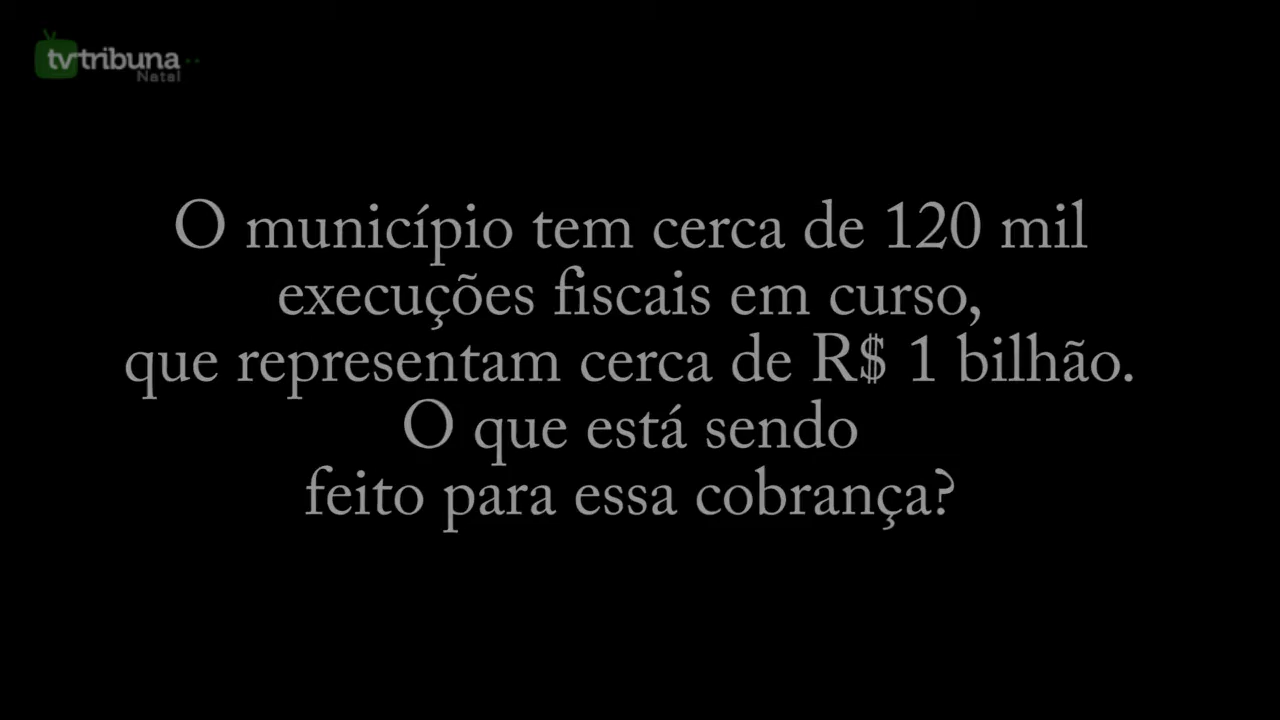 tvtribuna
Natal
O município tem cerca de 120 mil
execuções fiscais em curso,
que representam cerca de R$ 1 bilhão.
O que está sendo
feito para essa cobrança?